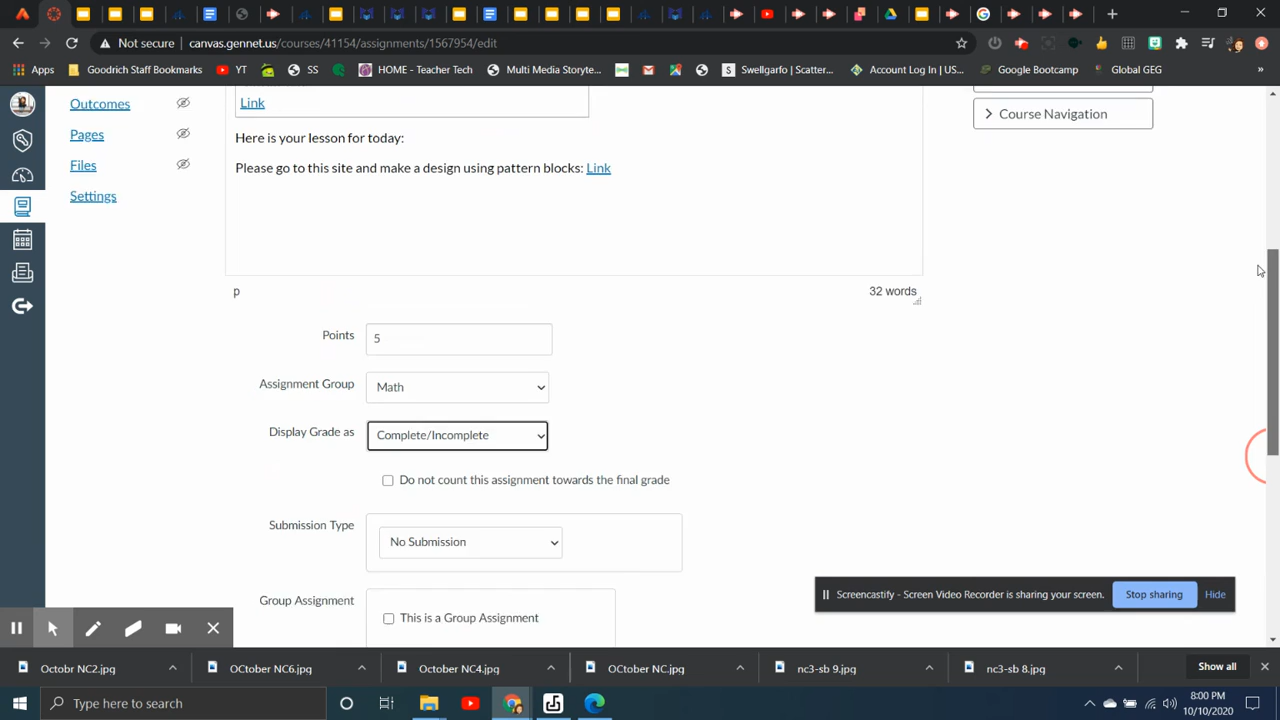 Not secure canvas.gennet.us/courses/41154/assignments/1567954/edit
Apps Goodrich Staff Bookmarks YT SS HOME - Teacher Tech Multi Media Storyte... Swellgarfo | Scatter... Account Log In | US... Google Bootcamp Global GEG »
Outcomes
Pages
Files
Settings
Link
Here is your lesson for today:
Please go to this site and make a design using pattern blocks: Link
Course Navigation
p 32 words
Points 5
Assignment Group Math
Display Grade as Complete/Incomplete
Do not count this assignment towards the final grade
Submission Type No Submission
Screencastify - Screen Video Recorder is sharing your screen. Stop sharing Hide
Group Assignment This is a Group Assignment
Octobr NC2.jpg OCtober NC6.jpg October NC4.jpg OCtober NC.jpg nc3-sb 9.jpg nc3-sb 8.jpg Show all
Type here to search
8:00 PM
10/10/2020